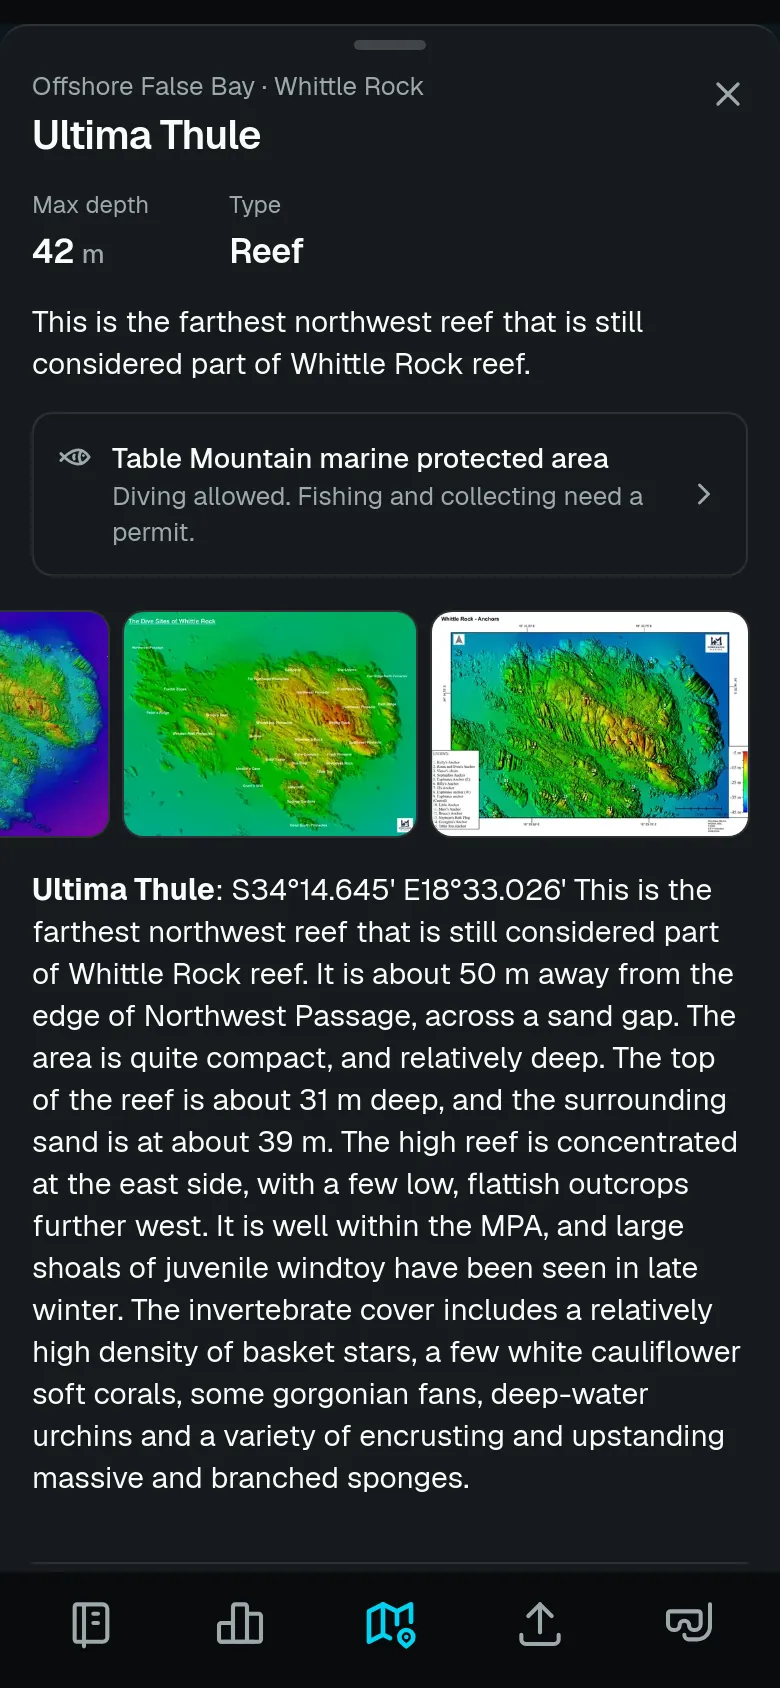 Offshore False Bay · Whittle Rock
Ultima Thule
Max depth
Type
42 m
Reef
This is the farthest northwest reef that is still
considered part of Whittle Rock reef.
Table Mountain marine protected area
Diving allowed. Fishing and collecting need a
permit.
The Dive Sites of Whittle Rock
Whittle Rock - Anchors
Ultima Thule: S34°14.645' E18°33.026' This is the
farthest northwest reef that is still considered part
of Whittle Rock reef. It is about 50 m away from the
edge of Northwest Passage, across a sand gap. The
area is quite compact, and relatively deep. The top
of the reef is about 31 m deep, and the surrounding
sand is at about 39 m. The high reef is concentrated
at the east side, with a few low, flattish outcrops
further west. It is well within the MPA, and large
shoals of juvenile windtoy have been seen in late
winter. The invertebrate cover includes a relatively
high density of basket stars, a few white cauliflower
soft corals, some gorgonian fans, deep-water
urchins and a variety of encrusting and upstanding
massive and branched sponges.